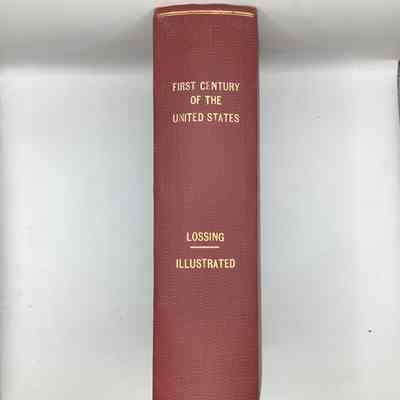 FIRST CENTURY
OF THE
UNITED STATES
LOSSING
ILLUSTRATED